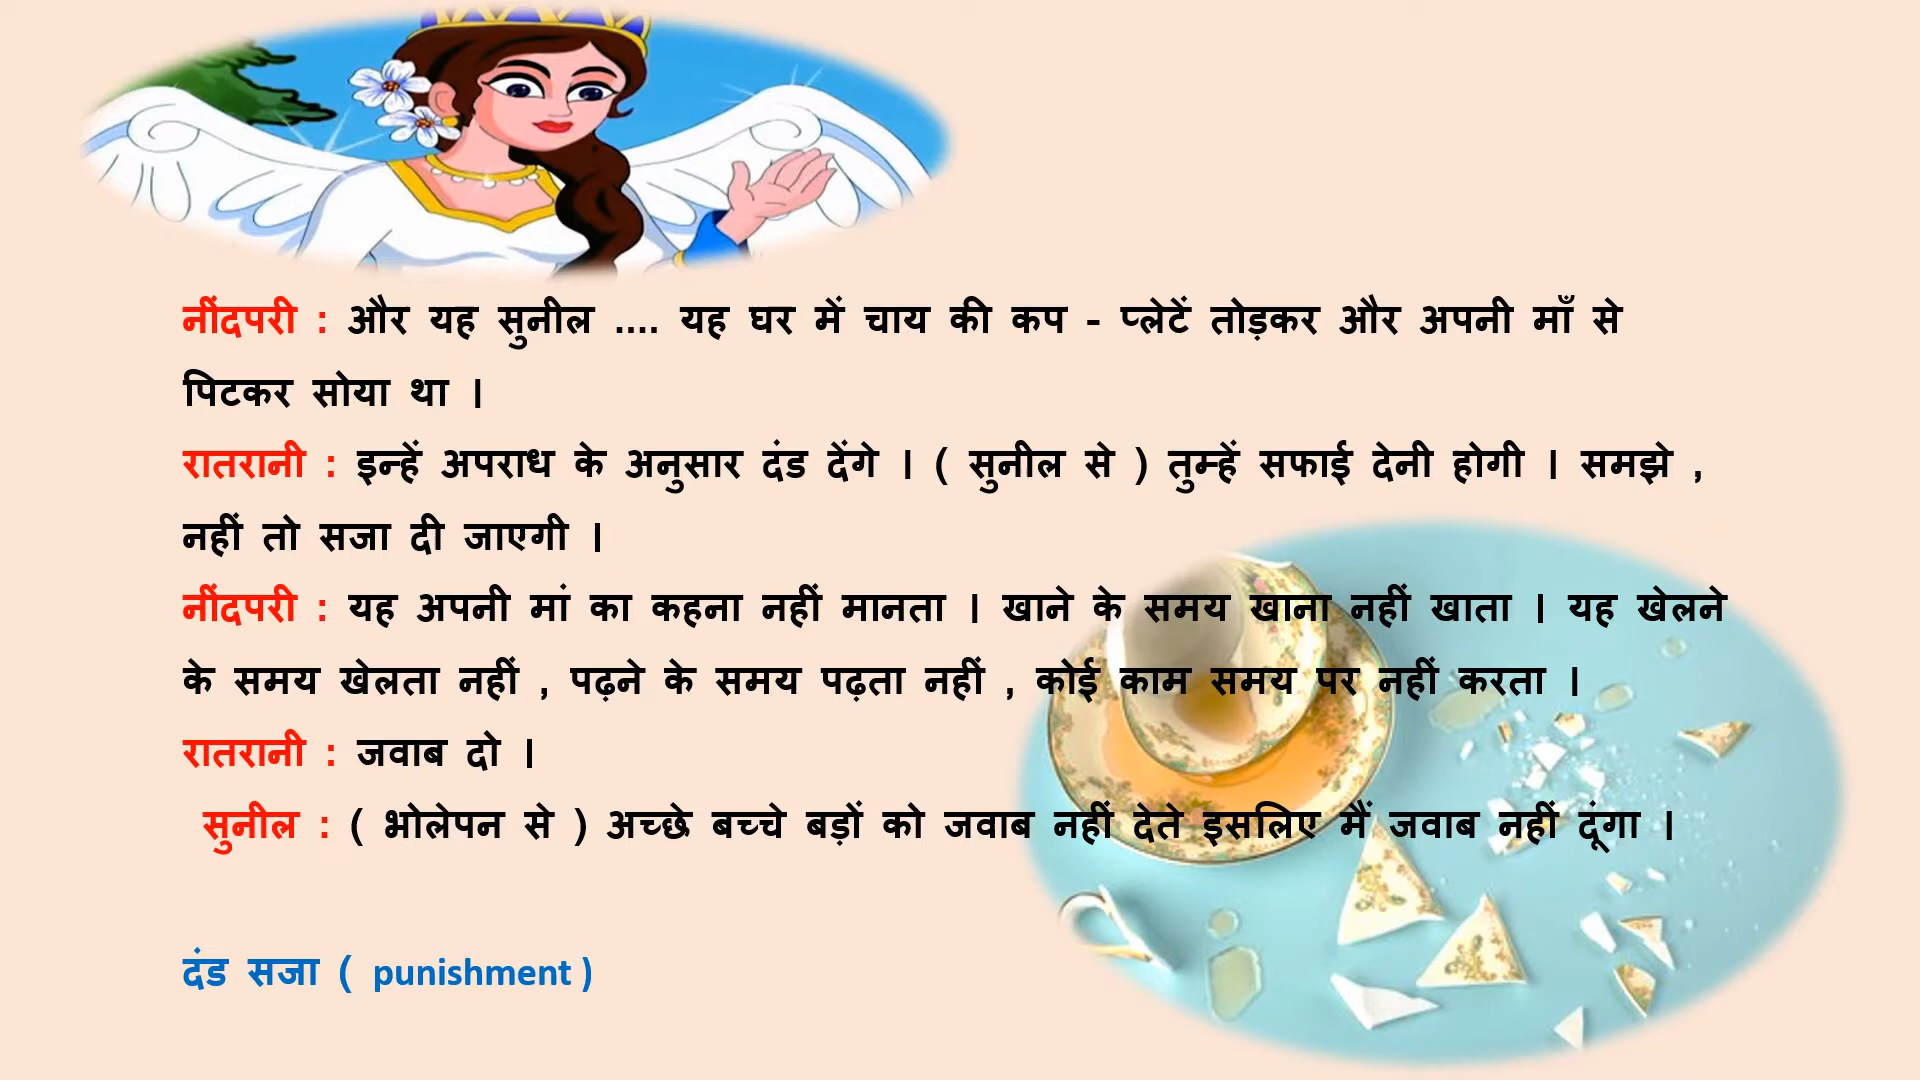 नींदपरी : और यह सुनील .... यह घर में चाय की कप - प्लेटें तोड़कर और अपनी माँ से
पिटकर सोया था ।
रातरानी : इन्हें अपराध के अनुसार दंड देंगे । ( सुनील से ) तुम्हें सफाई देनी होगी । समझे ,
नहीं तो सजा दी जाएगी ।
नींदपरी : यह अपनी मां का कहना नहीं मानता । खाने के समय खाना नहीं खाता । यह खेलने
के समय खेलता नहीं , पढ़ने के समय पढ़ता नहीं , कोई काम समय पर नहीं करता ।
रातरानी : जवाब दो ।
सुनील : ( भोलेपन से ) अच्छे बच्चे बड़ों को जवाब नहीं देते इसलिए मैं जवाब नहीं दूंगा ।
दंड सजा ( punishment )